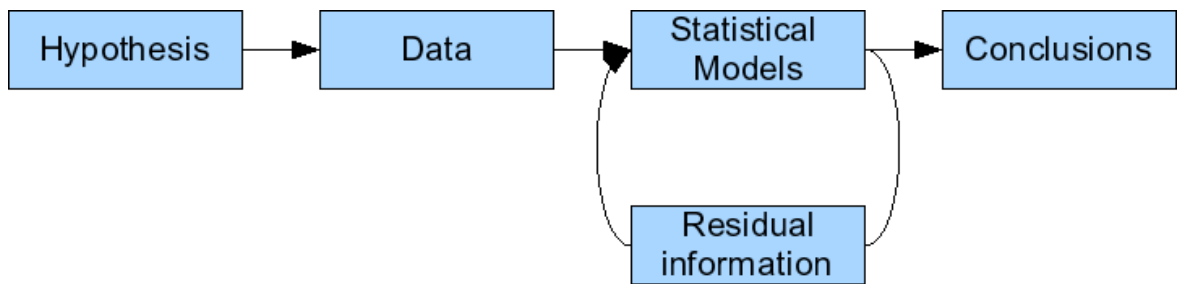 Hypothesis
Data
Statistical
Models
Conclusions
Residual
information